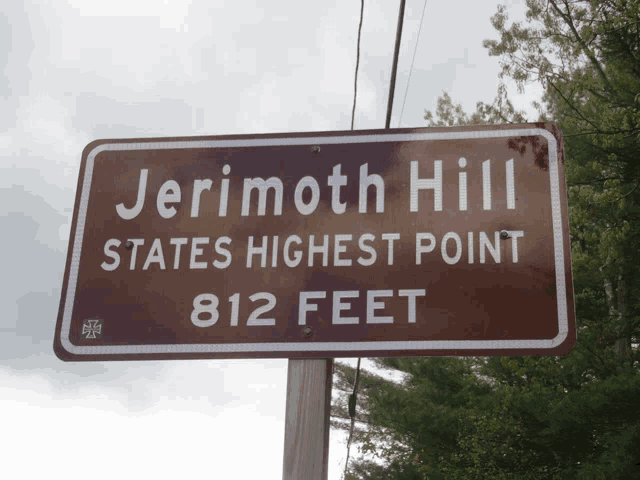 Jerimoth Hill
STATES HIGHEST POINT
812 FEET